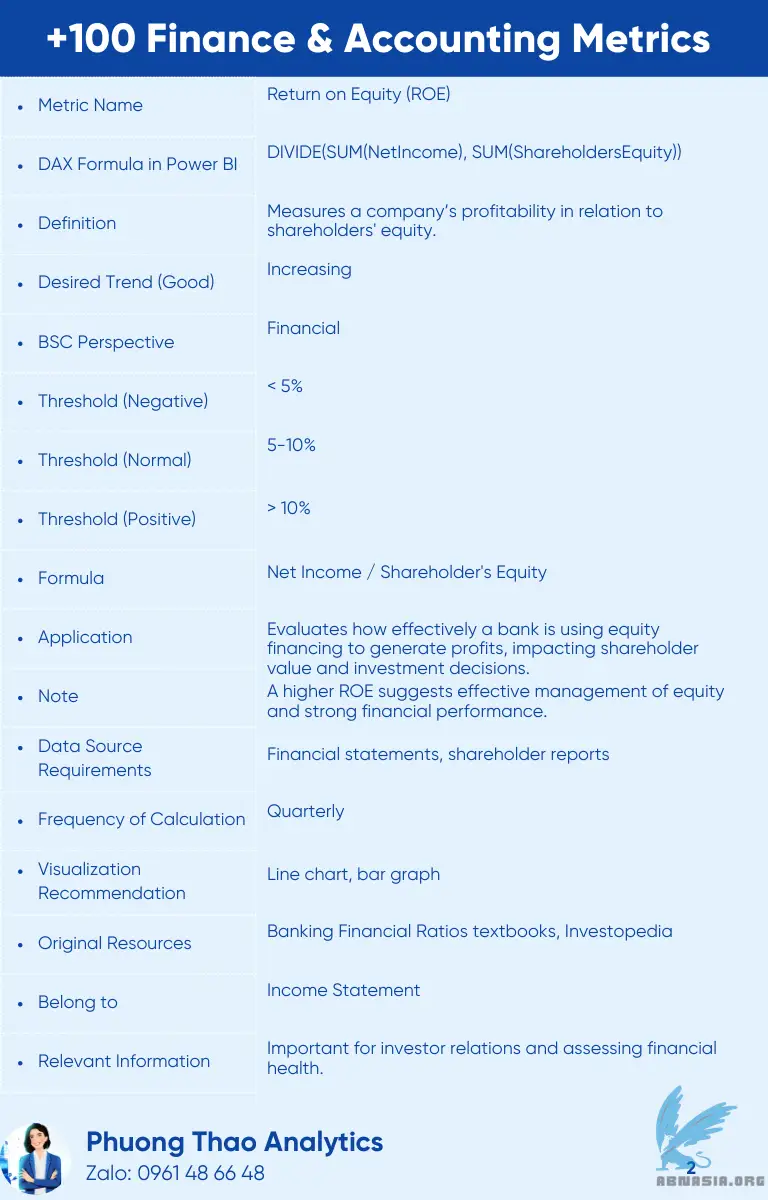 +100 Finance & Accounting Metrics
• Metric Name
Return on Equity (ROE)
• DAX Formula in Power BI
DIVIDE(SUM(NetIncome), SUM(ShareholdersEquity))
• Definition
Measures a company’s profitability in relation to
shareholders' equity.
• Desired Trend (Good)
Increasing
• BSC Perspective
Financial
• Threshold (Negative)
< 5%
• Threshold (Normal)
5-10%
• Threshold (Positive)
> 10%
• Formula
Net Income / Shareholder's Equity
• Application
Evaluates how effectively a bank is using equity
financing to generate profits, impacting shareholder
value and investment decisions.
• Note
A higher ROE suggests effective management of equity
and strong financial performance.
• Data Source
Requirements
Financial statements, shareholder reports
• Frequency of Calculation
Quarterly
• Visualization
Recommendation
Line chart, bar graph
• Original Resources
Banking Financial Ratios textbooks, Investopedia
• Belong to
Income Statement
• Relevant Information
Important for investor relations and assessing financial
health.
Phuong Thao Analytics
Zalo: 0961 48 66 48
2
ABNASIA.ORG